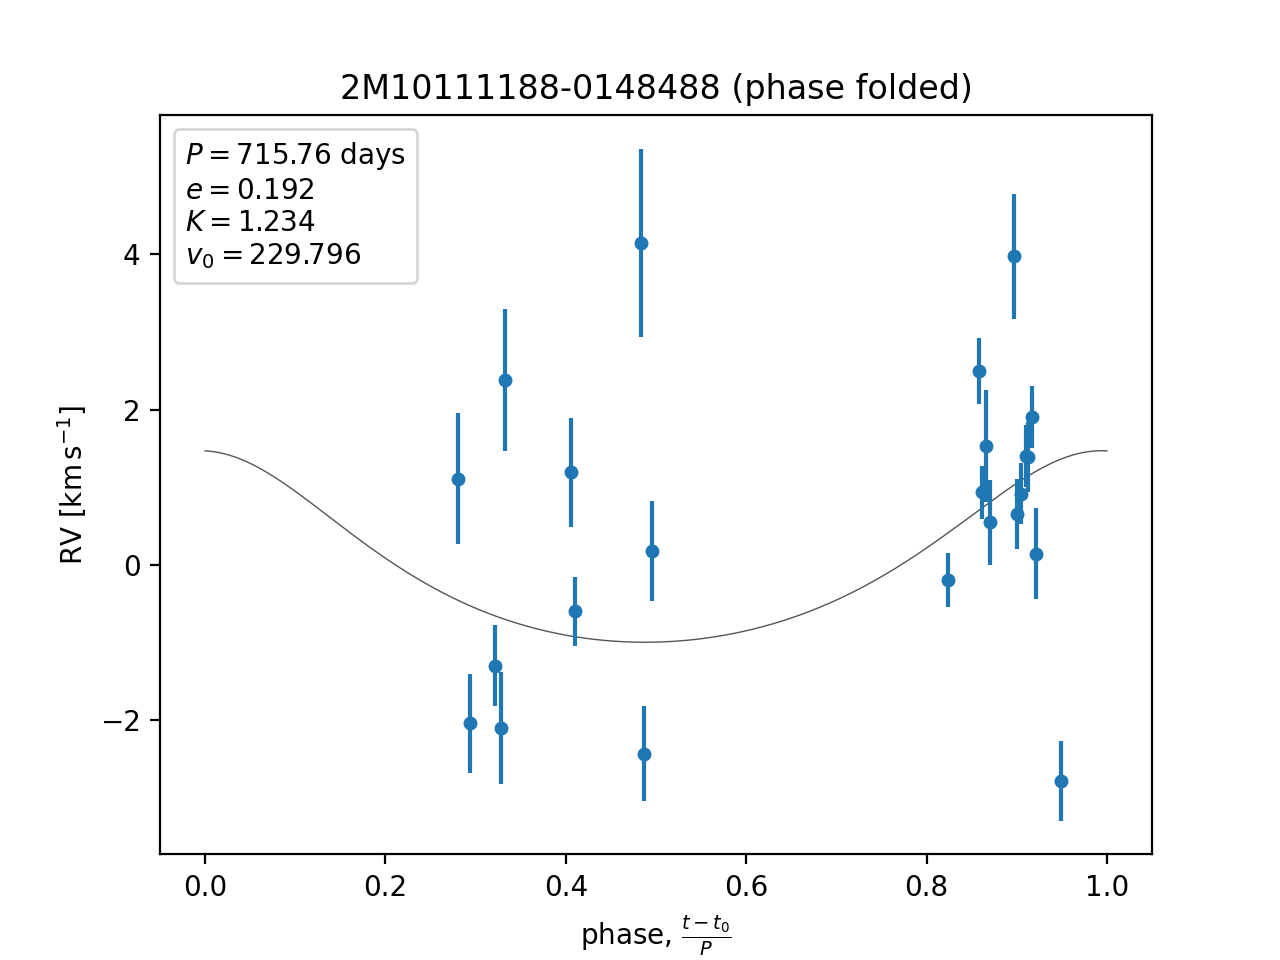 2M10111188-0148488 (phase folded)
P = 715.76 days
e = 0.192
K = 1.234
v₀ = 229.796
4
2
0
−2
RV [km s⁻¹]
0.0 0.2 0.4 0.6 0.8 1.0
phase, (t − t₀)/P